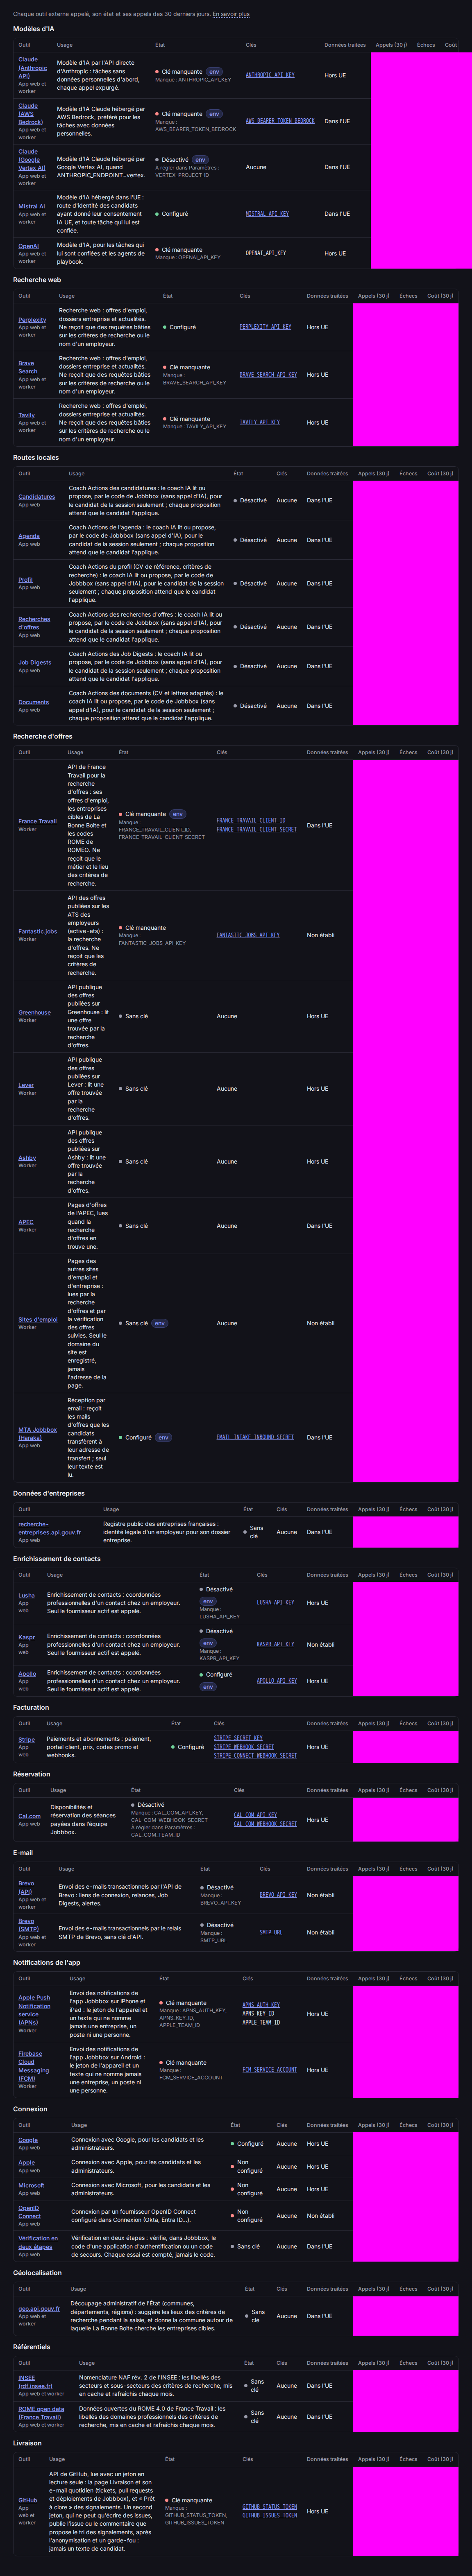 Chaque outil externe appelé, son état et ses appels des 30 derniers jours. En savoir plus
Modèles d'IA
Outil Usage État Clés Données traitées Appels (30 j) Échecs Coût
Claude (Anthropic API)
App web et worker
Modèle d'IA par l'API directe d'Anthropic : tâches sans données personnelles d'abord, chaque appel expurgé.
Clé manquante env
Manque : ANTHROPIC_API_KEY
ANTHROPIC_API_KEY
Hors UE
Claude (AWS Bedrock)
App web et worker
Modèle d'IA Claude hébergé par AWS Bedrock, préféré pour les tâches avec données personnelles.
Clé manquante env
Manque : AWS_BEARER_TOKEN_BEDROCK
AWS_BEARER_TOKEN_BEDROCK
Dans l'UE
Claude (Google Vertex AI)
App web et worker
Modèle d'IA Claude hébergé par Google Vertex AI, quand ANTHROPIC_ENDPOINT=vertex.
Désactivé env
À régler dans Paramètres : VERTEX_PROJECT_ID
Aucune
Dans l'UE
Mistral AI
App web et worker
Modèle d'IA hébergé dans l'UE : route d'identité des candidats ayant donné leur consentement IA UE, et toute tâche qui lui est confiée.
Configuré
MISTRAL_API_KEY
Dans l'UE
OpenAI
App web et worker
Modèle d'IA, pour les tâches qui lui sont confiées et les agents de playbook.
Clé manquante
Manque : OPENAI_API_KEY
OPENAI_API_KEY
Hors UE
Recherche web
Outil Usage État Clés Données traitées Appels (30 j) Échecs Coût (30 j)
Perplexity
App web et worker
Recherche web : offres d'emploi, dossiers entreprise et actualités. Ne reçoit que des requêtes bâties sur les critères de recherche ou le nom d'un employeur.
Configuré
PERPLEXITY_API_KEY
Hors UE
Brave Search
App web et worker
Recherche web : offres d'emploi, dossiers entreprise et actualités. Ne reçoit que des requêtes bâties sur les critères de recherche ou le nom d'un employeur.
Clé manquante
Manque : BRAVE_SEARCH_API_KEY
BRAVE_SEARCH_API_KEY
Hors UE
Tavily
App web et worker
Recherche web : offres d'emploi, dossiers entreprise et actualités. Ne reçoit que des requêtes bâties sur les critères de recherche ou le nom d'un employeur.
Clé manquante
Manque : TAVILY_API_KEY
TAVILY_API_KEY
Hors UE
Routes locales
Outil Usage État Clés Données traitées Appels (30 j) Échecs Coût (30 j)
Candidatures
App web
Coach Actions des candidatures : le coach IA lit ou propose, par le code de Jobbbox (sans appel d'IA), pour le candidat de la session seulement ; chaque proposition attend que le candidat l'applique.
Désactivé Aucune Dans l'UE
Agenda
App web
Coach Actions de l'agenda : le coach IA lit ou propose, par le code de Jobbbox (sans appel d'IA), pour le candidat de la session seulement ; chaque proposition attend que le candidat l'applique.
Désactivé Aucune Dans l'UE
Profil
App web
Coach Actions du profil (CV de référence, critères de recherche) : le coach IA lit ou propose, par le code de Jobbbox (sans appel d'IA), pour le candidat de la session seulement ; chaque proposition attend que le candidat l'applique.
Désactivé Aucune Dans l'UE
Recherches d'offres
App web
Coach Actions des recherches d'offres : le coach IA lit ou propose, par le code de Jobbbox (sans appel d'IA), pour le candidat de la session seulement ; chaque proposition attend que le candidat l'applique.
Désactivé Aucune Dans l'UE
Job Digests
App web
Coach Actions des Job Digests : le coach IA lit ou propose, par le code de Jobbbox (sans appel d'IA), pour le candidat de la session seulement ; chaque proposition attend que le candidat l'applique.
Désactivé Aucune Dans l'UE
Documents
App web
Coach Actions des documents (CV et lettres adaptés) : le coach IA lit ou propose, par le code de Jobbbox (sans appel d'IA), pour le candidat de la session seulement ; chaque proposition attend que le candidat l'applique.
Désactivé Aucune Dans l'UE
Recherche d'offres
Outil Usage État Clés Données traitées Appels (30 j) Échecs Coût (30 j)
France Travail
Worker
API de France Travail pour la recherche d'offres : ses offres d'emploi, les entreprises cibles de La Bonne Boite et les codes ROME de ROMEO. Ne reçoit que le métier et le lieu des critères de recherche.
Clé manquante env
Manque : FRANCE_TRAVAIL_CLIENT_ID, FRANCE_TRAVAIL_CLIENT_SECRET
FRANCE_TRAVAIL_CLIENT_ID
FRANCE_TRAVAIL_CLIENT_SECRET
Dans l'UE
Fantastic.jobs
Worker
API des offres publiées sur les ATS des employeurs (active-ats) : la recherche d'offres. Ne reçoit que les critères de recherche.
Clé manquante
Manque : FANTASTIC_JOBS_API_KEY
FANTASTIC_JOBS_API_KEY
Non établi
Greenhouse
Worker
API publique des offres publiées sur Greenhouse : lit une offre trouvée par la recherche d'offres.
Sans clé Aucune Hors UE
Lever
Worker
API publique des offres publiées sur Lever : lit une offre trouvée par la recherche d'offres.
Sans clé Aucune Hors UE
Ashby
Worker
API publique des offres publiées sur Ashby : lit une offre trouvée par la recherche d'offres.
Sans clé Aucune Hors UE
APEC
Worker
Pages d'offres de l'APEC, lues quand la recherche d'offres en trouve une.
Sans clé Aucune Dans l'UE
Sites d'emploi
Worker
Pages des autres sites d'emploi et d'entreprise : lues par la recherche d'offres et par la vérification des offres suivies. Seul le domaine du site est enregistré, jamais l'adresse de la page.
Sans clé env Aucune Non établi
MTA Jobbbox (Haraka)
App web
Réception par email : reçoit les mails d'offres que les candidats transfèrent à leur adresse de transfert ; seul leur texte est lu.
Configuré env
EMAIL_INTAKE_INBOUND_SECRET
Dans l'UE
Données d'entreprises
Outil Usage État Clés Données traitées Appels (30 j) Échecs Coût (30 j)
recherche-entreprises.api.gouv.fr
App web
Registre public des entreprises françaises : identité légale d'un employeur pour son dossier entreprise.
Sans clé Aucune Dans l'UE
Enrichissement de contacts
Outil Usage État Clés Données traitées Appels (30 j) Échecs Coût (30 j)
Lusha
App web
Enrichissement de contacts : coordonnées professionnelles d'un contact chez un employeur. Seul le fournisseur actif est appelé.
Désactivé env
Manque : LUSHA_API_KEY
LUSHA_API_KEY
Hors UE
Kaspr
App web
Enrichissement de contacts : coordonnées professionnelles d'un contact chez un employeur. Seul le fournisseur actif est appelé.
Désactivé env
Manque : KASPR_API_KEY
KASPR_API_KEY
Non établi
Apollo
App web
Enrichissement de contacts : coordonnées professionnelles d'un contact chez un employeur. Seul le fournisseur actif est appelé.
Configuré env
APOLLO_API_KEY
Hors UE
Facturation
Outil Usage État Clés Données traitées Appels (30 j) Échecs Coût (30 j)
Stripe
App web
Paiements et abonnements : paiement, portail client, prix, codes promo et webhooks.
Configuré
STRIPE_SECRET_KEY
STRIPE_WEBHOOK_SECRET
STRIPE_CONNECT_WEBHOOK_SECRET
Hors UE
Réservation
Outil Usage État Clés Données traitées Appels (30 j) Échecs Coût (30 j)
Cal.com
App web
Disponibilités et réservation des séances payées dans l'équipe Jobbbox.
Désactivé
Manque : CAL_COM_API_KEY, CAL_COM_WEBHOOK_SECRET
À régler dans Paramètres : CAL_COM_TEAM_ID
CAL_COM_API_KEY
CAL_COM_WEBHOOK_SECRET
Hors UE
E-mail
Outil Usage État Clés Données traitées Appels (30 j) Échecs Coût (30 j)
Brevo (API)
App web et worker
Envoi des e-mails transactionnels par l'API de Brevo : liens de connexion, relances, Job Digests, alertes.
Désactivé
Manque : BREVO_API_KEY
BREVO_API_KEY
Non établi
Brevo (SMTP)
App web et worker
Envoi des e-mails transactionnels par le relais SMTP de Brevo, sans clé d'API.
Désactivé
Manque : SMTP_URL
SMTP_URL
Non établi
Notifications de l'app
Outil Usage État Clés Données traitées Appels (30 j) Échecs Coût (30 j)
Apple Push Notification service (APNs)
Worker
Envoi des notifications de l'app Jobbbox sur iPhone et iPad : le jeton de l'appareil et un texte qui ne nomme jamais une entreprise, un poste ni une personne.
Clé manquante
Manque : APNS_AUTH_KEY, APNS_KEY_ID, APPLE_TEAM_ID
APNS_AUTH_KEY
APNS_KEY_ID
APPLE_TEAM_ID
Hors UE
Firebase Cloud Messaging (FCM)
Worker
Envoi des notifications de l'app Jobbbox sur Android : le jeton de l'appareil et un texte qui ne nomme jamais une entreprise, un poste ni une personne.
Clé manquante
Manque : FCM_SERVICE_ACCOUNT
FCM_SERVICE_ACCOUNT
Hors UE
Connexion
Outil Usage État Clés Données traitées Appels (30 j) Échecs Coût (30 j)
Google
App web
Connexion avec Google, pour les candidats et les administrateurs.
Configuré Aucune Hors UE
Apple
App web
Connexion avec Apple, pour les candidats et les administrateurs.
Non configuré Aucune Hors UE
Microsoft
App web
Connexion avec Microsoft, pour les candidats et les administrateurs.
Non configuré Aucune Hors UE
OpenID Connect
App web
Connexion par un fournisseur OpenID Connect configuré dans Connexion (Okta, Entra ID…).
Non configuré Aucune Non établi
Vérification en deux étapes
App web
Vérification en deux étapes : vérifie, dans Jobbbox, le code d'une application d'authentification ou un code de secours. Chaque essai est compté, jamais le code.
Sans clé Aucune Dans l'UE
Géolocalisation
Outil Usage État Clés Données traitées Appels (30 j) Échecs Coût (30 j)
geo.api.gouv.fr
App web et worker
Découpage administratif de l'État (communes, départements, régions) : suggère les lieux des critères de recherche pendant la saisie, et donne la commune autour de laquelle La Bonne Boite cherche les entreprises cibles.
Sans clé Aucune Dans l'UE
Référentiels
Outil Usage État Clés Données traitées Appels (30 j) Échecs Coût (30 j)
INSEE (rdf.insee.fr)
App web et worker
Nomenclature NAF rév. 2 de l'INSEE : les libellés des secteurs et sous-secteurs des critères de recherche, mis en cache et rafraîchis chaque mois.
Sans clé Aucune Dans l'UE
ROME open data (France Travail)
App web et worker
Données ouvertes du ROME 4.0 de France Travail : les libellés des domaines professionnels des critères de recherche, mis en cache et rafraîchis chaque mois.
Sans clé Aucune Dans l'UE
Livraison
Outil Usage État Clés Données traitées Appels (30 j) Échecs Coût (30 j)
GitHub
App web et worker
API de GitHub, lue avec un jeton en lecture seule : la page Livraison et son e-mail quotidien (tickets, pull requests et déploiements de Jobbbox), et « Prêt à clore » des signalements. Un second jeton, qui ne peut qu'écrire des issues, publie l'issue ou le commentaire que propose le tri des signalements, après l'anonymisation et un garde-fou : jamais un texte de candidat.
Clé manquante
Manque : GITHUB_STATUS_TOKEN, GITHUB_ISSUES_TOKEN
GITHUB_STATUS_TOKEN
GITHUB_ISSUES_TOKEN
Hors UE